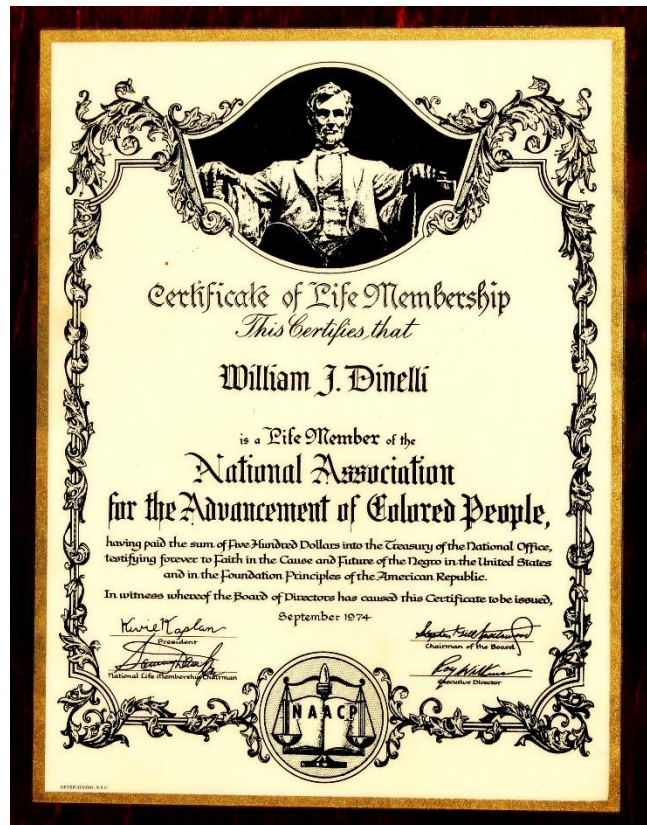 Certificate of Life Membership
This Certifies that
William J. Dinelli
is a Life Member of the
National Association
for the Advancement of Colored People,
having paid the sum of Five Hundred Dollars into the Treasury of the National Office,
testifying forever to Faith in the Cause and Future of the Negro in the United States
and in the Foundation Principles of the American Republic.
In witness whereof the Board of Directors has caused this Certificate to be issued,
September 1974
Kivie Kaplan
President
Chairman of the Board
National Life Membership Chairman
Roy Wilkins
Executive Director
NAACP